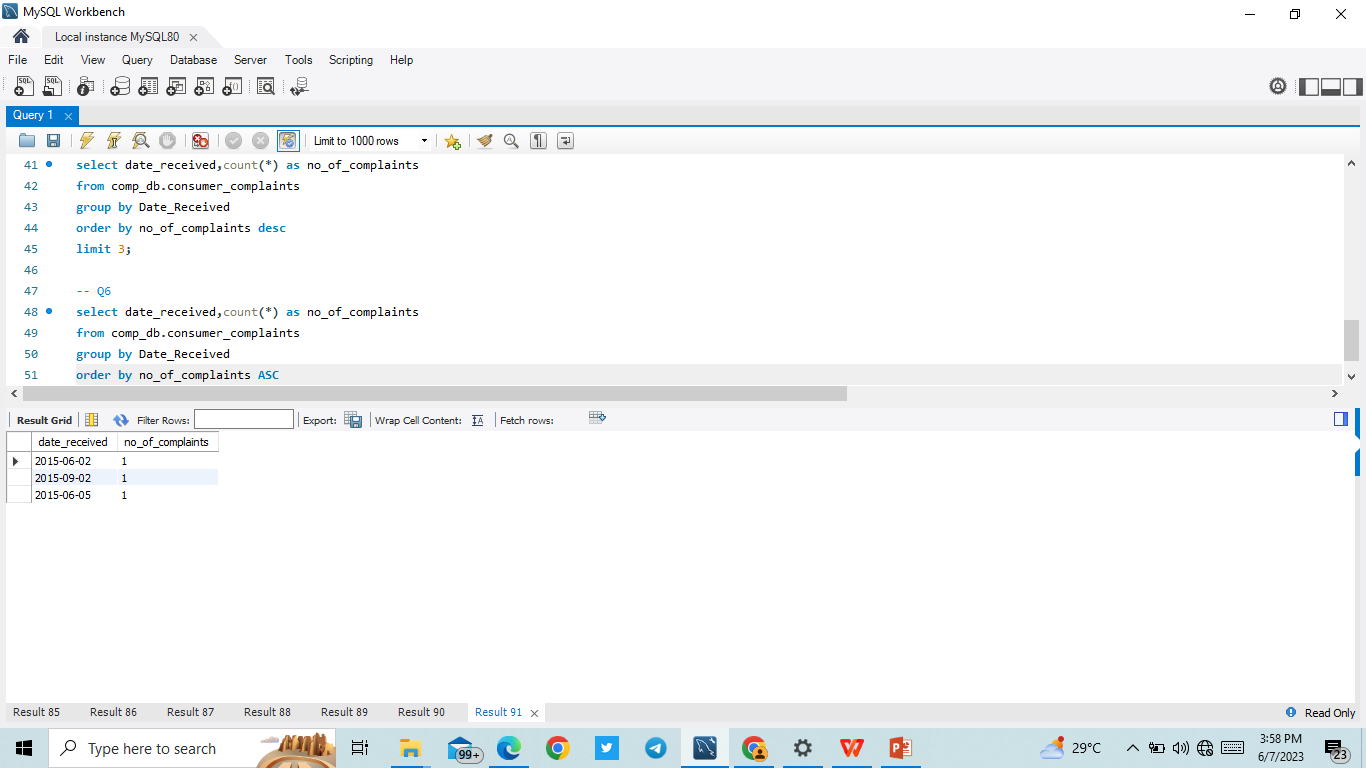 MySQL Workbench
Local instance MySQL80
File Edit View Query Database Server Tools Scripting Help
Query 1
Limit to 1000 rows
41 select date_received,count(*) as no_of_complaints
42 from comp_db.consumer_complaints
43 group by Date_Received
44 order by no_of_complaints desc
45 limit 3;
46
47 -- Q6
48 select date_received,count(*) as no_of_complaints
49 from comp_db.consumer_complaints
50 group by Date_Received
51 order by no_of_complaints ASC
Result Grid Filter Rows: Export: Wrap Cell Content: Fetch rows:
date_received no_of_complaints
2015-06-02 1
2015-09-02 1
2015-06-05 1
Result 85 Result 86 Result 87 Result 88 Result 89 Result 90 Result 91 Read Only
Type here to search 99+ 29°C 3:58 PM
6/7/2023 23